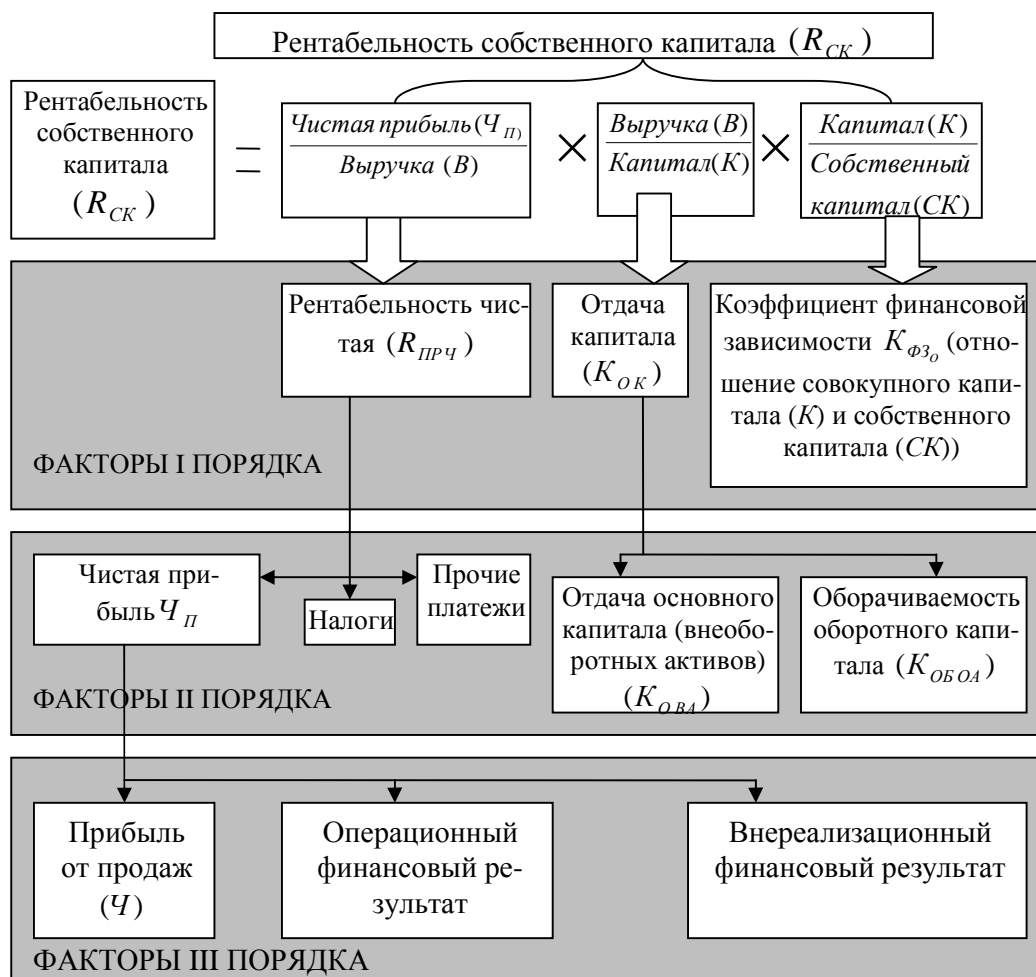 Рентабельность собственного капитала (R_СК)
Рентабельность
собственного
капитала
(R_СК)
=
Чистая прибыль(Ч_П)
Выручка (В)
×
Выручка (В)
Капитал(К)
×
Капитал(К)
Собственный
капитал(СК)
Рентабельность чис-
тая (R_ПРЧ)
Отдача
капитала
(К_ОК)
Коэффициент финансовой
зависимости К_ФЗ_О (отно-
шение совокупного капи-
тала (К) и собственного
капитала (СК))
ФАКТОРЫ I ПОРЯДКА
Чистая при-
быль Ч_П
Налоги
Прочие
платежи
Отдача основного
капитала (внеобо-
ротных активов)
(К_ОВА)
Оборачиваемость
оборотного капи-
тала (К_ОБОА)
ФАКТОРЫ II ПОРЯДКА
Прибыль
от продаж
(Ч)
Операционный
финансовый ре-
зультат
Внереализационный
финансовый результат
ФАКТОРЫ III ПОРЯДКА